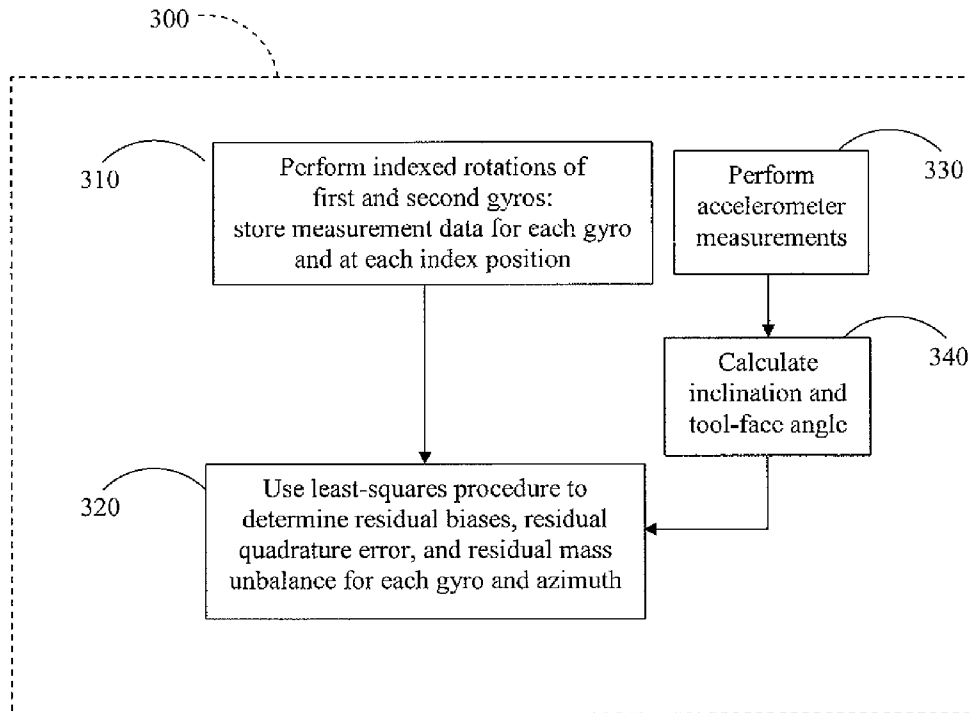 300
310
Perform indexed rotations of
first and second gyros:
store measurement data for each gyro
and at each index position
330
Perform
accelerometer
measurements
340
Calculate
inclination and
tool-face angle
320
Use least-squares procedure to
determine residual biases, residual
quadrature error, and residual mass
unbalance for each gyro and azimuth